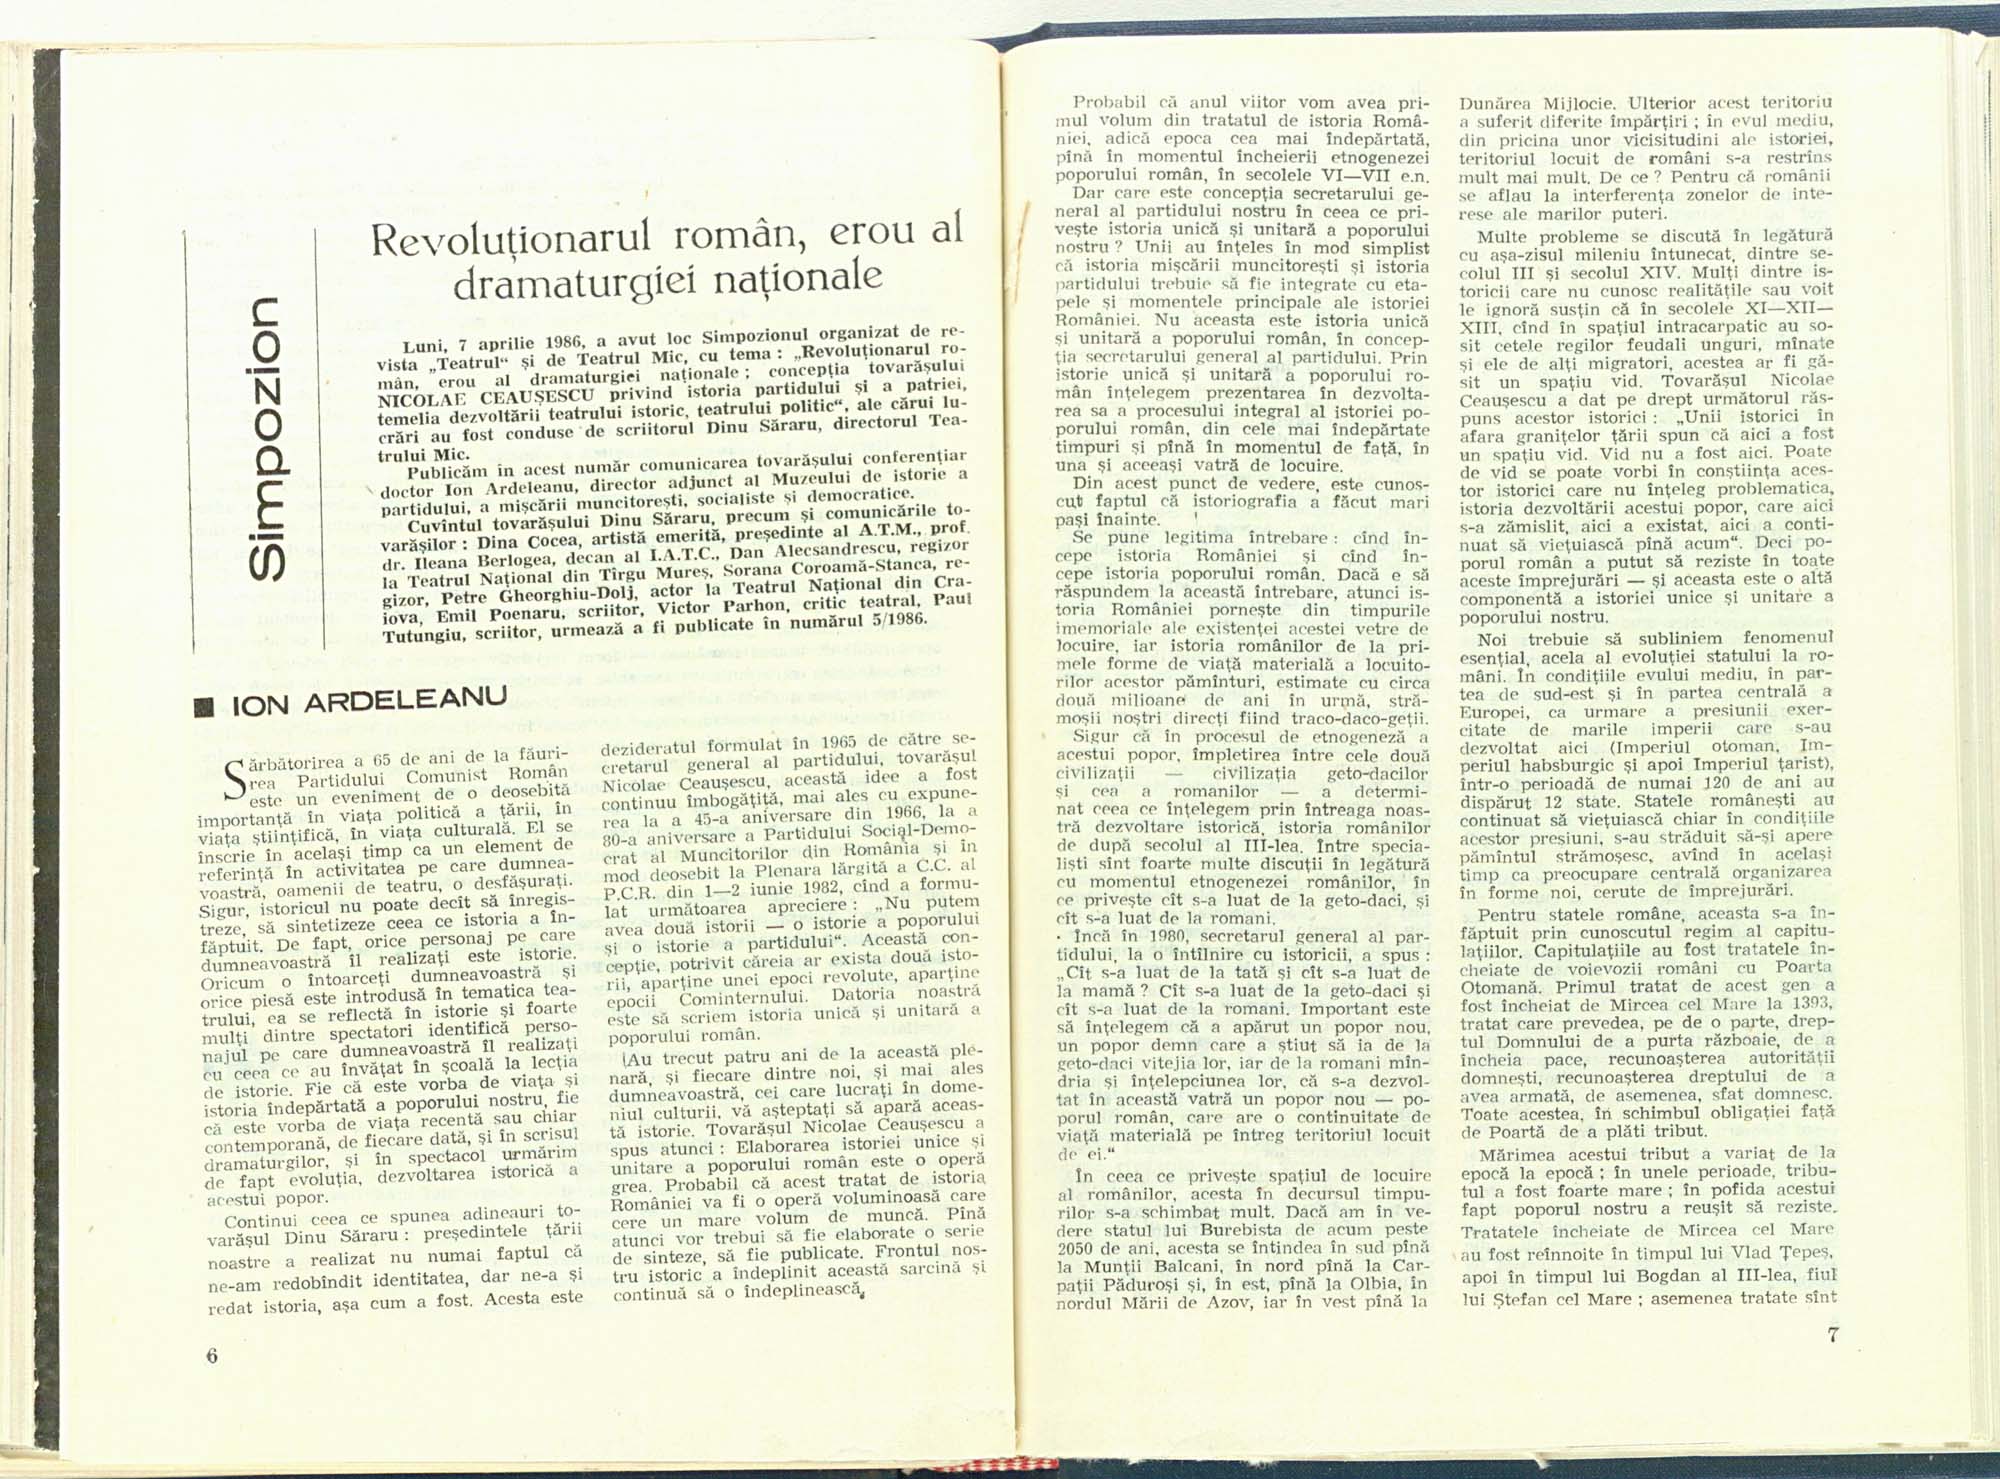 Simpozion
Revoluționarul român, erou al
dramaturgiei naționale
Luni, 7 aprilie 1986, a avut loc Simpozionul organizat de re-
vista „Teatrul“ și de Teatrul Mic, cu tema : „Revoluționarul ro-
mân, erou al dramaturgiei naționale ; concepția tovarășului
NICOLAE CEAUȘESCU privind istoria partidului și a patriei,
temelia dezvoltării teatrului istoric, teatrului politic“, ale cărui lu-
crări au fost conduse de scriitorul Dinu Săraru, directorul Tea-
trului Mic.
Publicăm în acest număr comunicarea tovarășului conferențiar
doctor Ion Ardeleanu, director adjunct al Muzeului de istorie a
partidului, a mișcării muncitorești, socialiste și democratice.
Cuvîntul tovarășului Dinu Săraru, precum și comunicările to-
varășilor : Dina Cocea, artistă emerită, președinte al A.T.M., prof.
dr. Ileana Berlogea, decan al I.A.T.C., Dan Alecsandrescu, regizor
la Teatrul Național din Tîrgu Mureș, Sorana Coroamă-Stanca, re-
gizor, Petre Gheorghiu-Dolj, actor la Teatrul Național din Cra-
iova, Emil Poenaru, scriitor, Victor Parhon, critic teatral, Paul
Tutungiu, scriitor, urmează a fi publicate în numărul 5/1986.
■ ION ARDELEANU
Sărbătorirea a 65 de ani de la făuri-
rea Partidului Comunist Român
este un eveniment de o deosebită
importanță în viața politică a țării, în
viața științifică, în viața culturală. El se
înscrie în același timp ca un element de
referință în activitatea pe care dumnea-
voastră, oamenii de teatru, o desfășurați.
Sigur, istoricul nu poate decît să înregis-
treze, să sintetizeze ceea ce istoria a în-
făptuit. De fapt, orice personaj pe care
dumneavoastră îl realizați este istorie.
Oricum o întoarceți dumneavoastră și
orice piesă este introdusă în tematica tea-
trului, ea se reflectă în istorie și foarte
mulți dintre spectatori identifică perso-
najul pe care dumneavoastră îl realizați
cu ceea ce au învățat în școală la lecția
de istorie. Fie că este vorba de viața și
istoria îndepărtată a poporului nostru, fie
că este vorba de viața recentă sau chiar
contemporană, de fiecare dată, și în scrisul
dramaturgilor, și în spectacol urmărim
de fapt evoluția, dezvoltarea istorică a
acestui popor.
Continui ceea ce spunea adineauri to-
varășul Dinu Săraru : președintele țării
noastre a realizat nu numai faptul că
ne-am redobîndit identitatea, dar ne-a și
redat istoria, așa cum a fost. Acesta este
dezideratul formulat în 1965 de către se-
cretarul general al partidului, tovarășul
Nicolae Ceaușescu, această idee a fost
continuu îmbogățită, mai ales cu expune-
rea la a 45-a aniversare din 1966, la a
80-a aniversare a Partidului Social-Demo-
crat al Muncitorilor din România și în
mod deosebit la Plenara lărgită a C.C. al
P.C.R. din 1—2 iunie 1982, cînd a formu-
lat următoarea apreciere : „Nu putem
avea două istorii — o istorie a poporului
și o istorie a partidului“. Această con-
cepție, potrivit căreia ar exista două isto-
rii, aparține unei epoci revolute, aparține
epocii Cominternului. Datoria noastră
este să scriem istoria unică și unitară a
poporului român.
Au trecut patru ani de la această ple-
nară, și fiecare dintre noi, și mai ales
dumneavoastră, cei care lucrați în dome-
niul culturii, vă așteptați să apară aceas-
tă istorie. Tovarășul Nicolae Ceaușescu a
spus atunci : Elaborarea istoriei unice și
unitare a poporului român este o operă
grea. Probabil că acest tratat de istoria
României va fi o operă voluminoasă care
cere un mare volum de muncă. Pînă
atunci vor trebui să fie elaborate o serie
de sinteze, să fie publicate. Frontul nos-
tru istoric a îndeplinit această sarcină și
continuă să o îndeplinească.
6
Probabil că anul viitor vom avea pri-
mul volum din tratatul de istoria Româ-
niei, adică epoca cea mai îndepărtată,
pînă în momentul încheierii etnogenezei
poporului român, în secolele VI—VII e.n.
Dar care este concepția secretarului ge-
neral al partidului nostru în ceea ce pri-
vește istoria unică și unitară a poporului
nostru ? Unii au înțeles în mod simplist
că istoria mișcării muncitorești și istoria
partidului trebuie să fie integrate cu eta-
pele și momentele principale ale istoriei
României. Nu aceasta este istoria unică
și unitară a poporului român, în concep-
ția secretarului general al partidului. Prin
istorie unică și unitară a poporului ro-
mân înțelegem prezentarea în dezvolta-
rea sa a procesului integral al istoriei po-
porului român, din cele mai îndepărtate
timpuri și pînă în momentul de față, în
una și aceeași vatră de locuire.
Din acest punct de vedere, este cunos-
cut faptul că istoriografia a făcut mari
pași înainte.
Se pune legitima întrebare : cînd în-
cepe istoria României și cînd în-
cepe istoria poporului român. Dacă e să
răspundem la această întrebare, atunci is-
toria României pornește din timpurile
imemoriale ale existenței acestei vetre de
locuire, iar istoria românilor de la pri-
mele forme de viață materială a locuito-
rilor acestor pămînturi, estimate cu circa
două milioane de ani în urmă, stră-
moșii noștri direcți fiind traco-daco-geții.
Sigur că în procesul de etnogeneză a
acestui popor, împletirea între cele două
civilizații — civilizația geto-dacilor
și cea a romanilor — a determi-
nat ceea ce înțelegem prin întreaga noas-
tră dezvoltare istorică, istoria românilor
de după secolul al III-lea. Între specia-
liști sînt foarte multe discuții în legătură
cu momentul etnogenezei românilor, în
ce privește cît s-a luat de la geto-daci, și
cît s-a luat de la romani.
Încă în 1980, secretarul general al par-
tidului, la o întîlnire cu istoricii, a spus :
„Cît s-a luat de la tată și cît s-a luat de
la mamă ? Cît s-a luat de la geto-daci și
cît s-a luat de la romani. Important este
să înțelegem că a apărut un popor nou,
un popor demn care a știut să ia de la
geto-daci vitejia lor, iar de la romani mîn-
dria și înțelepciunea lor, că s-a dezvol-
tat în această vatră un popor nou — po-
porul român, care are o continuitate de
viață materială pe întreg teritoriul locuit
de ei.“
În ceea ce privește spațiul de locuire
al românilor, acesta în decursul timpu-
rilor s-a schimbat mult. Dacă am în ve-
dere statul lui Burebista de acum peste
2050 de ani, acesta se întindea în sud pînă
la Munții Balcani, în nord pînă la Car-
pații Păduroși și, în est, pînă la Olbia, în
nordul Mării de Azov, iar în vest pînă la
Dunărea Mijlocie. Ulterior acest teritoriu
a suferit diferite împărțiri ; în evul mediu,
din pricina unor vicisitudini ale istoriei,
teritoriul locuit de români s-a restrîns
mult mai mult. De ce ? Pentru că românii
se aflau la interferența zonelor de inte-
rese ale marilor puteri.
Multe probleme se discută în legătură
cu așa-zisul mileniu întunecat, dintre se-
colul III și secolul XIV. Mulți dintre is-
toricii care nu cunosc realitățile sau voit
le ignoră susțin că în secolele XI—XII—
XIII, cînd în spațiul intracarpatic au so-
sit cetele regilor feudali unguri, mînate
și ele de alți migratori, acestea ar fi gă-
sit un spațiu vid. Tovarășul Nicolae
Ceaușescu a dat pe drept următorul răs-
puns acestor istorici : „Unii istorici în
afara granițelor țării spun că aici a fost
un spațiu vid. Vid nu a fost aici. Poate
de vid se poate vorbi în conștiința aces-
tor istorici care nu înțeleg problematica,
istoria dezvoltării acestui popor, care aici
s-a zămislit, aici a existat, aici a conti-
nuat să viețuiască pînă acum“. Deci po-
porul român a putut să reziste în toate
aceste împrejurări — și aceasta este o altă
componentă a istoriei unice și unitare a
poporului nostru.
Noi trebuie să subliniem fenomenul
esențial, acela al evoluției statului la ro-
mâni. În condițiile evului mediu, în par-
tea de sud-est și în partea centrală a
Europei, ca urmare a presiunii exer-
citate de marile imperii care s-au
dezvoltat aici (Imperiul otoman, Im-
periul habsburgic și apoi Imperiul țarist),
într-o perioadă de numai 120 de ani au
dispărut 12 state. Statele românești au
continuat să viețuiască chiar în condițiile
acestor presiuni, s-au străduit să-și apere
pămîntul strămoșesc, avînd în același
timp ca preocupare centrală organizarea
în forme noi, cerute de împrejurări.
Pentru statele române, aceasta s-a în-
făptuit prin cunoscutul regim al capitu-
lațiilor. Capitulațiile au fost tratatele în-
cheiate de voievozii români cu Poarta
Otomană. Primul tratat de acest gen a
fost încheiat de Mircea cel Mare la 1393,
tratat care prevedea, pe de o parte, drep-
tul Domnului de a purta războaie, de a
încheia pace, recunoașterea autorității
domnești, recunoașterea dreptului de a
avea armată, de asemenea, sfat domnesc.
Toate acestea, în schimbul obligației față
de Poartă de a plăti tribut.
Mărimea acestui tribut a variat de la
epocă la epocă ; în unele perioade, tribu-
tul a fost foarte mare ; în pofida acestui
fapt poporul nostru a reușit să reziste.
Tratatele încheiate de Mircea cel Mare
au fost reînnoite în timpul lui Vlad Țepeș,
apoi în timpul lui Bogdan al III-lea, fiul
lui Ștefan cel Mare ; asemenea tratate sînt
7